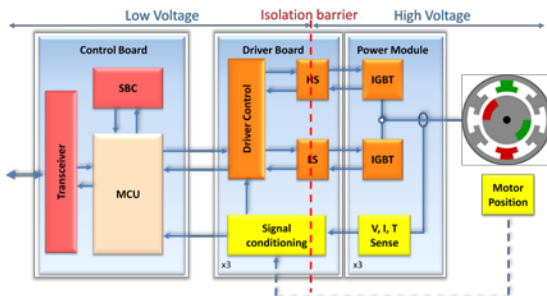 Low Voltage
Isolation barrier
High Voltage
Control Board
Driver Board
Power Module
SBC
Transceiver
MCU
Driver Control
HS
LS
IGBT
IGBT
Signal
conditioning
V, I, T
Sense
x3
x3
Motor
Position